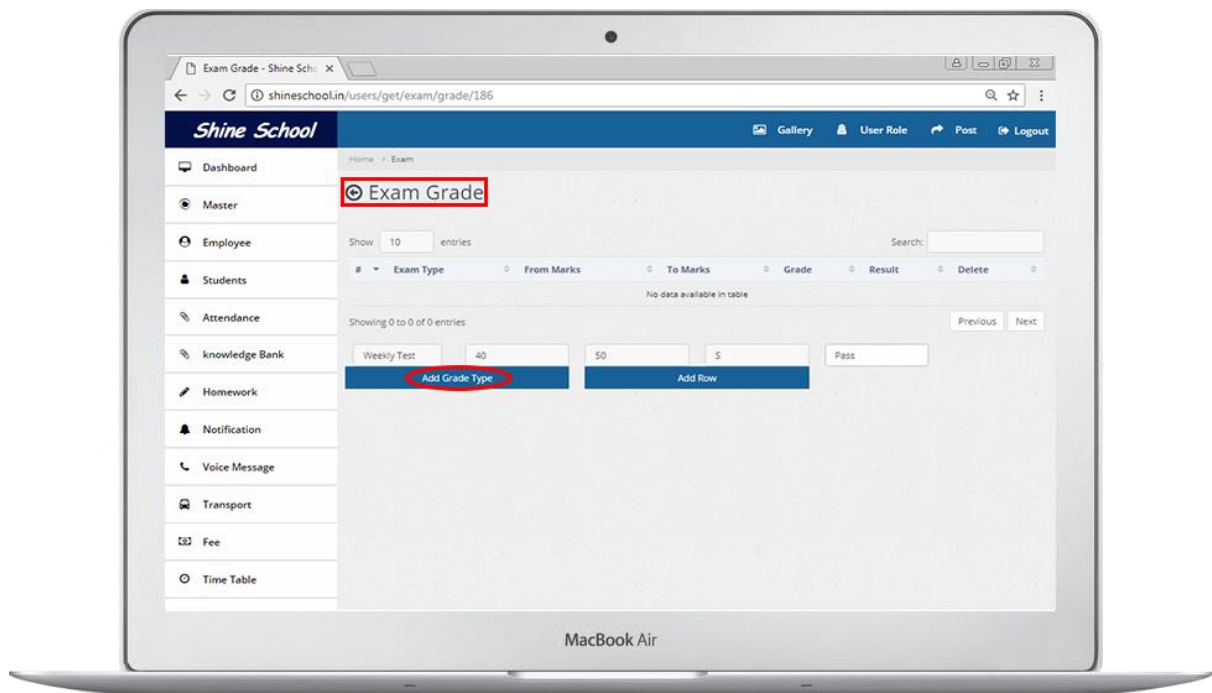 Exam Grade - Shine Scho
shineschool.in/users/get/exam/grade/186
Shine School
Gallery User Role Post Logout
Home > Exam
Exam Grade
Dashboard
Master
Employee
Students
Attendance
knowledge Bank
Homework
Notification
Voice Message
Transport
Fee
Time Table
Show 10 entries Search:
# Exam Type From Marks To Marks Grade Result Delete
No data available in table
Showing 0 to 0 of 0 entries Previous Next
Weekly Test 40 50 S Pass
Add Grade Type Add Row
MacBook Air